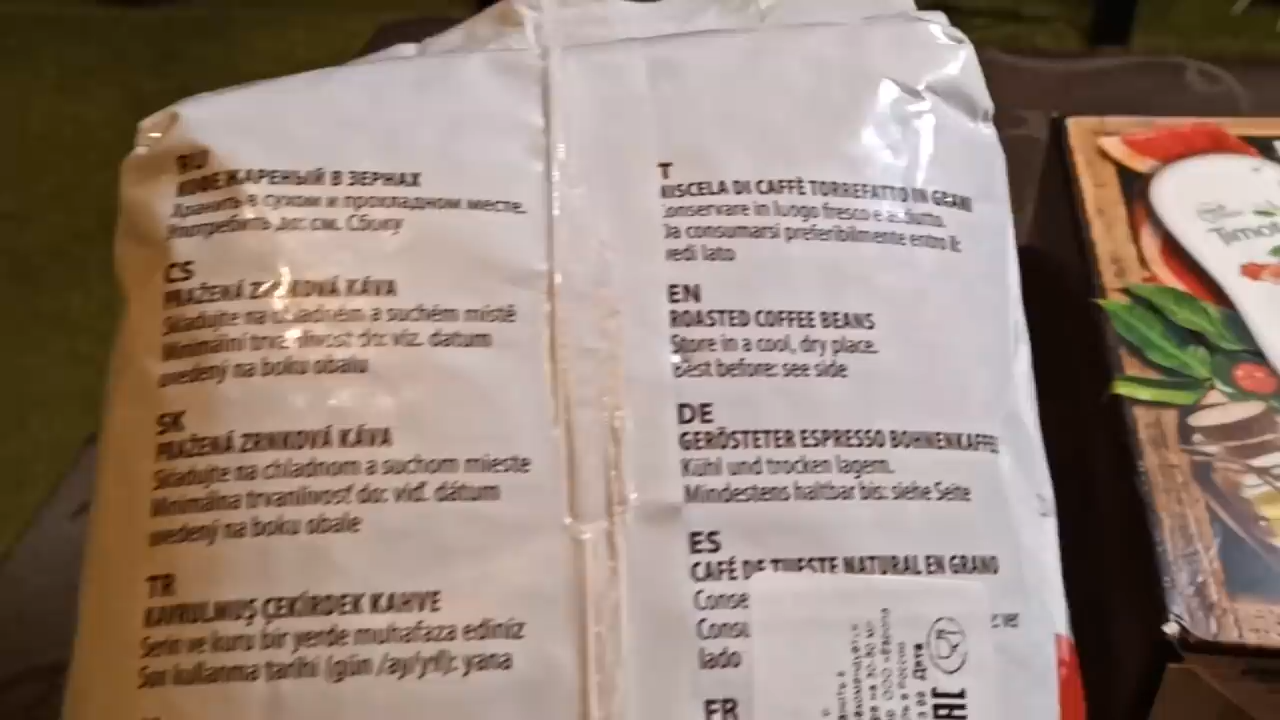 RU
КОФЕ ЖАРЕНЫЙ В ЗЕРНАХ
Хранить в сухом и прохладном месте.
Употребить до: см. Сбоку
CS
PRAŽENÁ ZRNKOVÁ KÁVA
Skladujte na chladném a suchém místě
Minimální trvanlivost do: viz. datum
uvedený na boku obalu
SK
PRAŽENÁ ZRNKOVÁ KÁVA
Skladujte na chladnom a suchom mieste
Minimálna trvanlivosť do: viď. dátum
uvedený na boku obale
TR
KAVRULMUŞ ÇEKİRDEK KAHVE
Serin ve kuru bir yerde muhafaza ediniz
Son kullanma tarihi (gün/ay/yıl): yana
T
MISCELA DI CAFFÈ TORREFATTO IN GRANI
Conservare in luogo fresco e asciutto.
Da consumarsi preferibilmente entro il:
vedi lato
EN
ROASTED COFFEE BEANS
Store in a cool, dry place.
Best before: see side
DE
GERÖSTETER ESPRESSO BOHNENKAFFEE
Kühl und trocken lagern.
Mindestens haltbar bis: siehe Seite
ES
CAFÉ DE TUESTE NATURAL EN GRANO
Conse
Consu
lado
FR
EAC